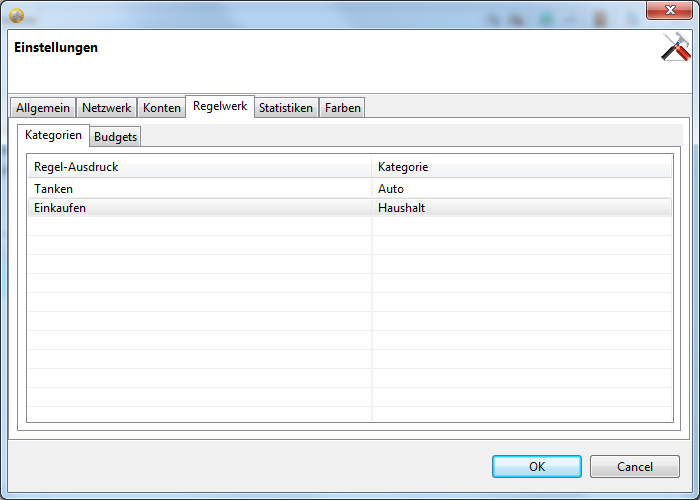 Einstellungen
Allgemein Netzwerk Konten Regelwerk Statistiken Farben
Kategorien Budgets
Regel-Ausdruck Kategorie
Tanken Auto
Einkaufen Haushalt
OK Cancel